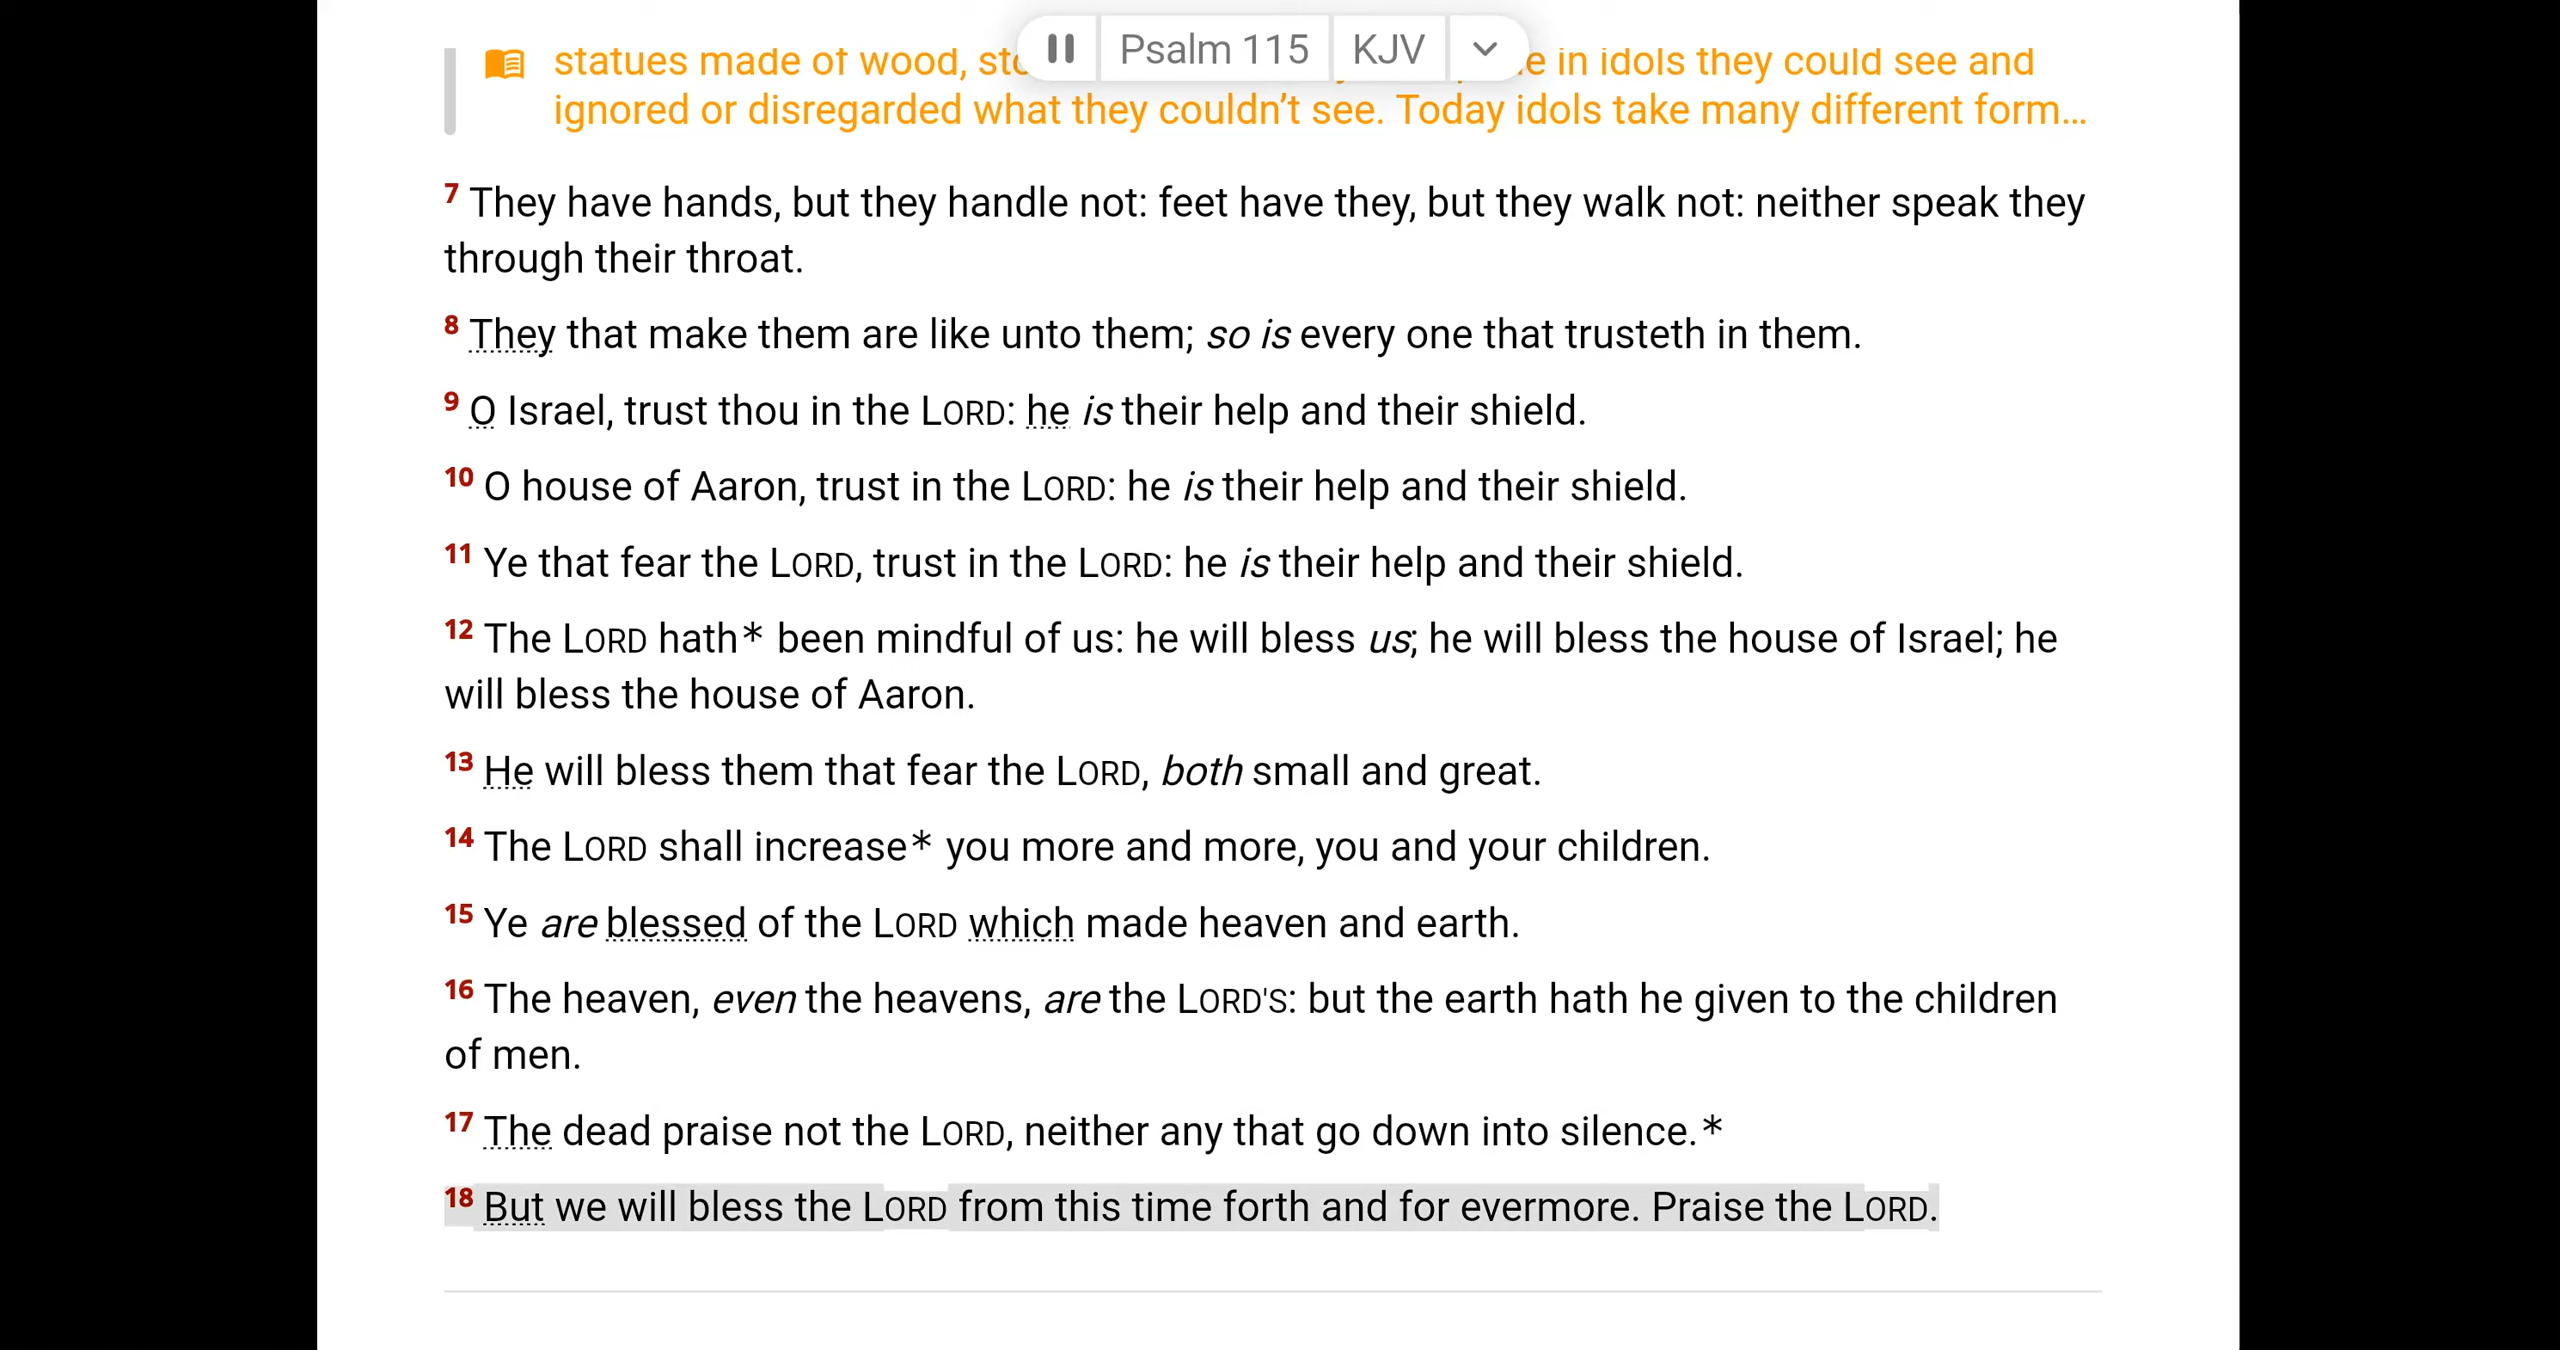 Psalm 115 KJV
statues made of wood, in idols they could see and
ignored or disregarded what they couldn’t see. Today idols take many different form…
7 They have hands, but they handle not: feet have they, but they walk not: neither speak they
through their throat.
8 They that make them are like unto them; so is every one that trusteth in them.
9 O Israel, trust thou in the LORD: he is their help and their shield.
10 O house of Aaron, trust in the LORD: he is their help and their shield.
11 Ye that fear the LORD, trust in the LORD: he is their help and their shield.
12 The LORD hath* been mindful of us: he will bless us; he will bless the house of Israel; he
will bless the house of Aaron.
13 He will bless them that fear the LORD, both small and great.
14 The LORD shall increase* you more and more, you and your children.
15 Ye are blessed of the LORD which made heaven and earth.
16 The heaven, even the heavens, are the LORD'S: but the earth hath he given to the children
of men.
17 The dead praise not the LORD, neither any that go down into silence.*
18 But we will bless the LORD from this time forth and for evermore. Praise the LORD.